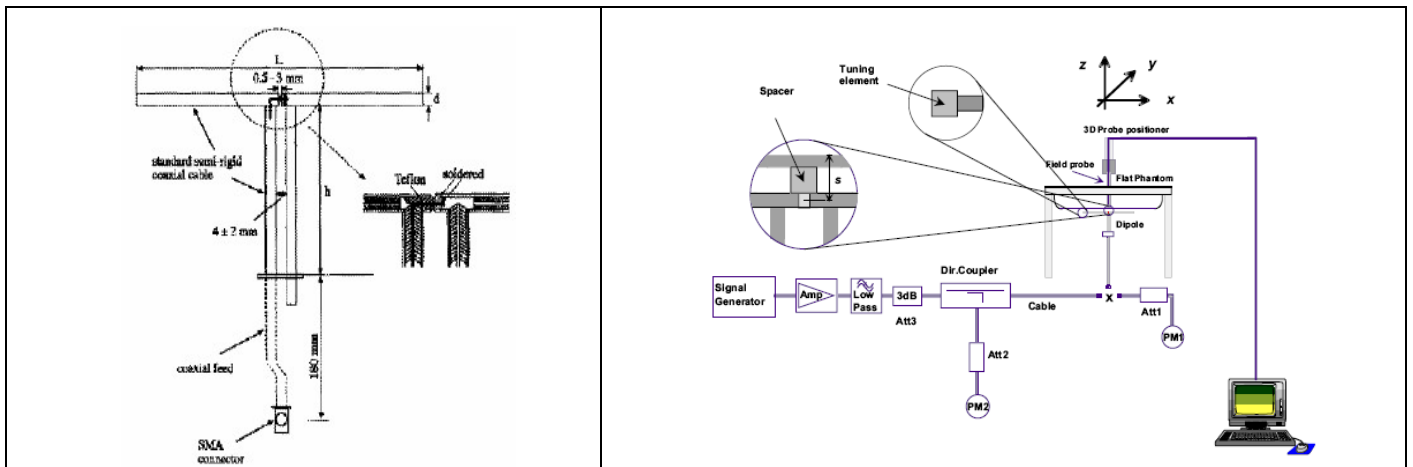 L
0.5 - 3 mm
d
standard semi-rigid
coaxial cable
Teflon
soldered
h
4 ± 2 mm
coaxial feed
180 mm
SMA
connector
Tuning
element
Spacer
s
z
y
x
3D Probe positioner
Field probe
Flat Phantom
Dipole
Signal
Generator
Amp
Low
Pass
3dB
Att3
Dir.Coupler
Cable
x
Att1
PM1
Att2
PM2